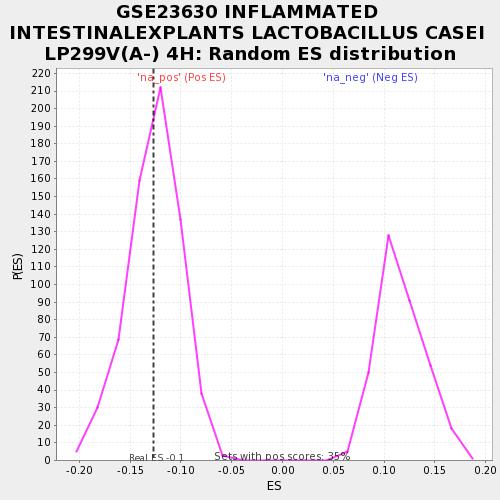 GSE23630 INFLAMMATED
INTESTINALEXPLANTS LACTOBACILLUS CASEI
LP299V(A-) 4H: Random ES distribution
'na_pos' (Pos ES) 'na_neg' (Neg ES)
220
210
200
190
180
170
160
150
140
130
120
110
100
90
80
70
60
50
40
30
20
10
0
P(ES)
Real ES -0.1 Sets with pos scores: 35%
-0.20 -0.15 -0.10 -0.05 0.00 0.05 0.10 0.15 0.20
ES